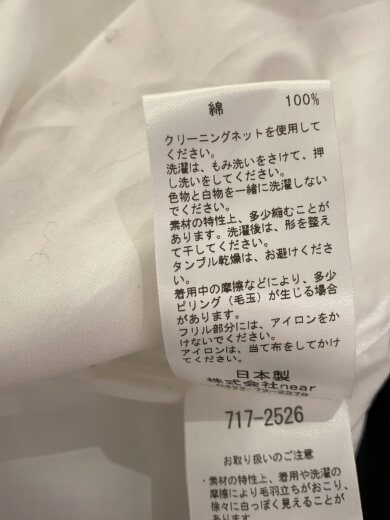 綿 100%
クリーニングネットを使用して
ください。
洗濯は、もみ洗いをさけて、押
し洗いをしてください。
色物と白物を一緒に洗濯しない
でください。
素材の特性上、多少縮むことが
あります。洗濯後は、形を整え
て干してください。
タンブル乾燥は、お避けくださ
い。
着用中の摩擦などにより、多少
ピリング（毛玉）が生じる場合
があります。
フリル部分には、アイロンをか
けないでください。
アイロンは、当て布をしてかけ
てください。
日本製
株式会社near
0422-72-2279
717-2526
お取り扱いのご注意
・素材の特性上、着用や洗濯の
摩擦により毛羽立ちがおこり、
徐々に白っぽく見えることが
あります。